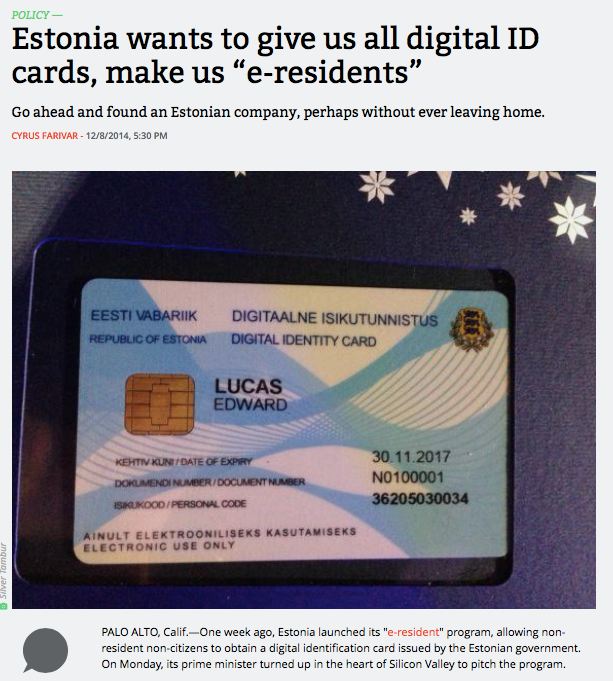 POLICY —
Estonia wants to give us all digital ID
cards, make us “e-residents”
Go ahead and found an Estonian company, perhaps without ever leaving home.
CYRUS FARIVAR - 12/8/2014, 5:30 PM
EESTI VABARIIK DIGITAALNE ISIKUTUNNISTUS
REPUBLIC OF ESTONIA DIGITAL IDENTITY CARD
LUCAS
EDWARD
KEHTIV KUNI / DATE OF EXPIRY 30.11.2017
DOKUMENDI NUMBER / DOCUMENT NUMBER N0100001
ISIKUKOOD / PERSONAL CODE 36205030034
AINULT ELEKTROONILISEKS KASUTAMISEKS
ELECTRONIC USE ONLY
Silver Tambur
PALO ALTO, Calif.—One week ago, Estonia launched its "e-resident" program, allowing non-
resident non-citizens to obtain a digital identification card issued by the Estonian government.
On Monday, its prime minister turned up in the heart of Silicon Valley to pitch the program.